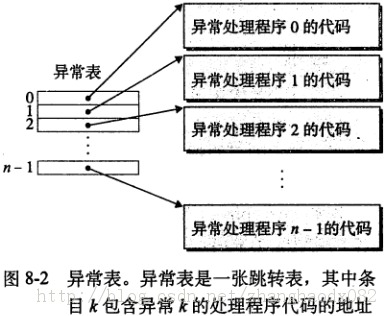 异常处理程序 0 的代码
异常表
异常处理程序 1 的代码
0
1
2
异常处理程序 2 的代码
n-1
异常处理程序 n-1的代码
图 8-2 异常表。异常表是一张跳转表，其中条
目 k 包含异常 k 的处理程序代码的地址